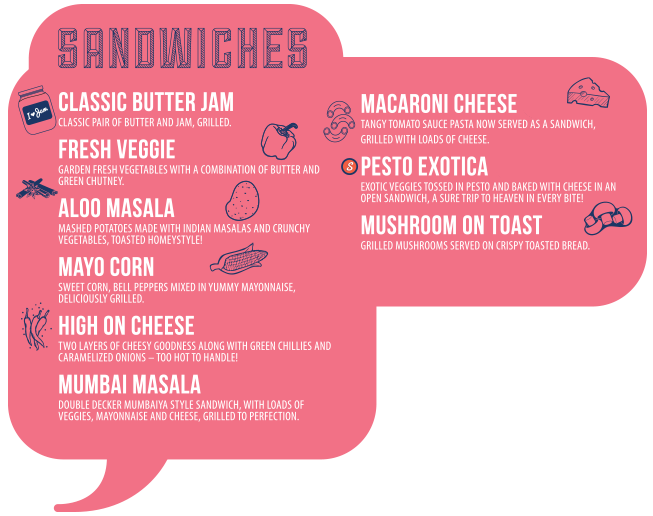 SANDWICHES
I ♥ Jam
CLASSIC BUTTER JAM
CLASSIC PAIR OF BUTTER AND JAM, GRILLED.
FRESH VEGGIE
GARDEN FRESH VEGETABLES WITH A COMBINATION OF BUTTER AND
GREEN CHUTNEY.
ALOO MASALA
MASHED POTATOES MADE WITH INDIAN MASALAS AND CRUNCHY
VEGETABLES, TOASTED HOMEYSTYLE!
MAYO CORN
SWEET CORN, BELL PEPPERS MIXED IN YUMMY MAYONNAISE,
DELICIOUSLY GRILLED.
HIGH ON CHEESE
TWO LAYERS OF CHEESY GOODNESS ALONG WITH GREEN CHILLIES AND
CARAMELIZED ONIONS – TOO HOT TO HANDLE!
MUMBAI MASALA
DOUBLE DECKER MUMBAIYA STYLE SANDWICH, WITH LOADS OF
VEGGIES, MAYONNAISE AND CHEESE, GRILLED TO PERFECTION.
MACARONI CHEESE
TANGY TOMATO SAUCE PASTA NOW SERVED AS A SANDWICH,
GRILLED WITH LOADS OF CHEESE.
S PESTO EXOTICA
EXOTIC VEGGIES TOSSED IN PESTO AND BAKED WITH CHEESE IN AN
OPEN SANDWICH, A SURE TRIP TO HEAVEN IN EVERY BITE!
MUSHROOM ON TOAST
GRILLED MUSHROOMS SERVED ON CRISPY TOASTED BREAD.